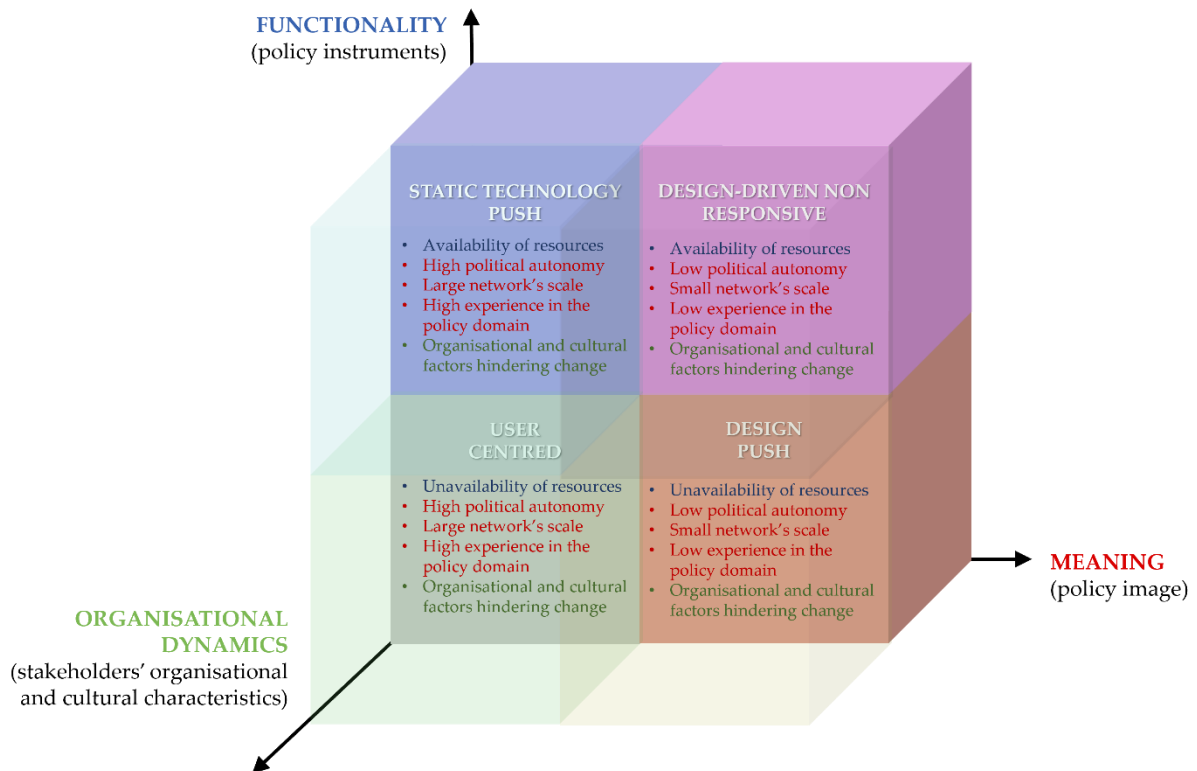 FUNCTIONALITY
(policy instruments)
STATIC TECHNOLOGY
PUSH
• Availability of resources
• High political autonomy
• Large network's scale
• High experience in the
policy domain
• Organisational and cultural
factors hindering change
DESIGN-DRIVEN NON
RESPONSIVE
• Availability of resources
• Low political autonomy
• Small network's scale
• Low experience in the
policy domain
• Organisational and cultural
factors hindering change
USER
CENTRED
• Unavailability of resources
• High political autonomy
• Large network's scale
• High experience in the
policy domain
• Organisational and cultural
factors hindering change
DESIGN
PUSH
• Unavailability of resources
• Low political autonomy
• Small network's scale
• Low experience in the
policy domain
• Organisational and cultural
factors hindering change
MEANING
(policy image)
ORGANISATIONAL
DYNAMICS
(stakeholders' organisational
and cultural characteristics)